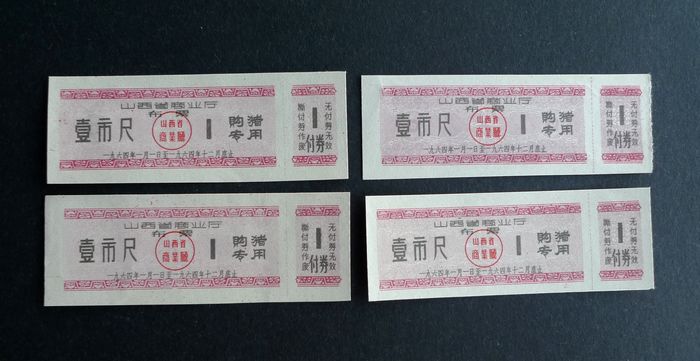 山西省商业厅
布票
壹市尺
山西省
商業廳
1
购猪
专用
一九六四年一月一日至一九六四年十二月底止
撕付券作废
1
付券
无付券无效
山西省商业厅
布票
壹市尺
山西省
商業廳
1
购猪
专用
一九六四年一月一日至一九六四年十二月底止
撕付券作废
1
付券
无付券无效
山西省商业厅
布票
壹市尺
山西省
商業廳
1
购猪
专用
一九六四年一月一日至一九六四年十二月底止
撕付券作废
1
付券
无付券无效
山西省商业厅
布票
壹市尺
山西省
商業廳
1
购猪
专用
一九六四年一月一日至一九六四年十二月底止
撕付券作废
1
付券
无付券无效